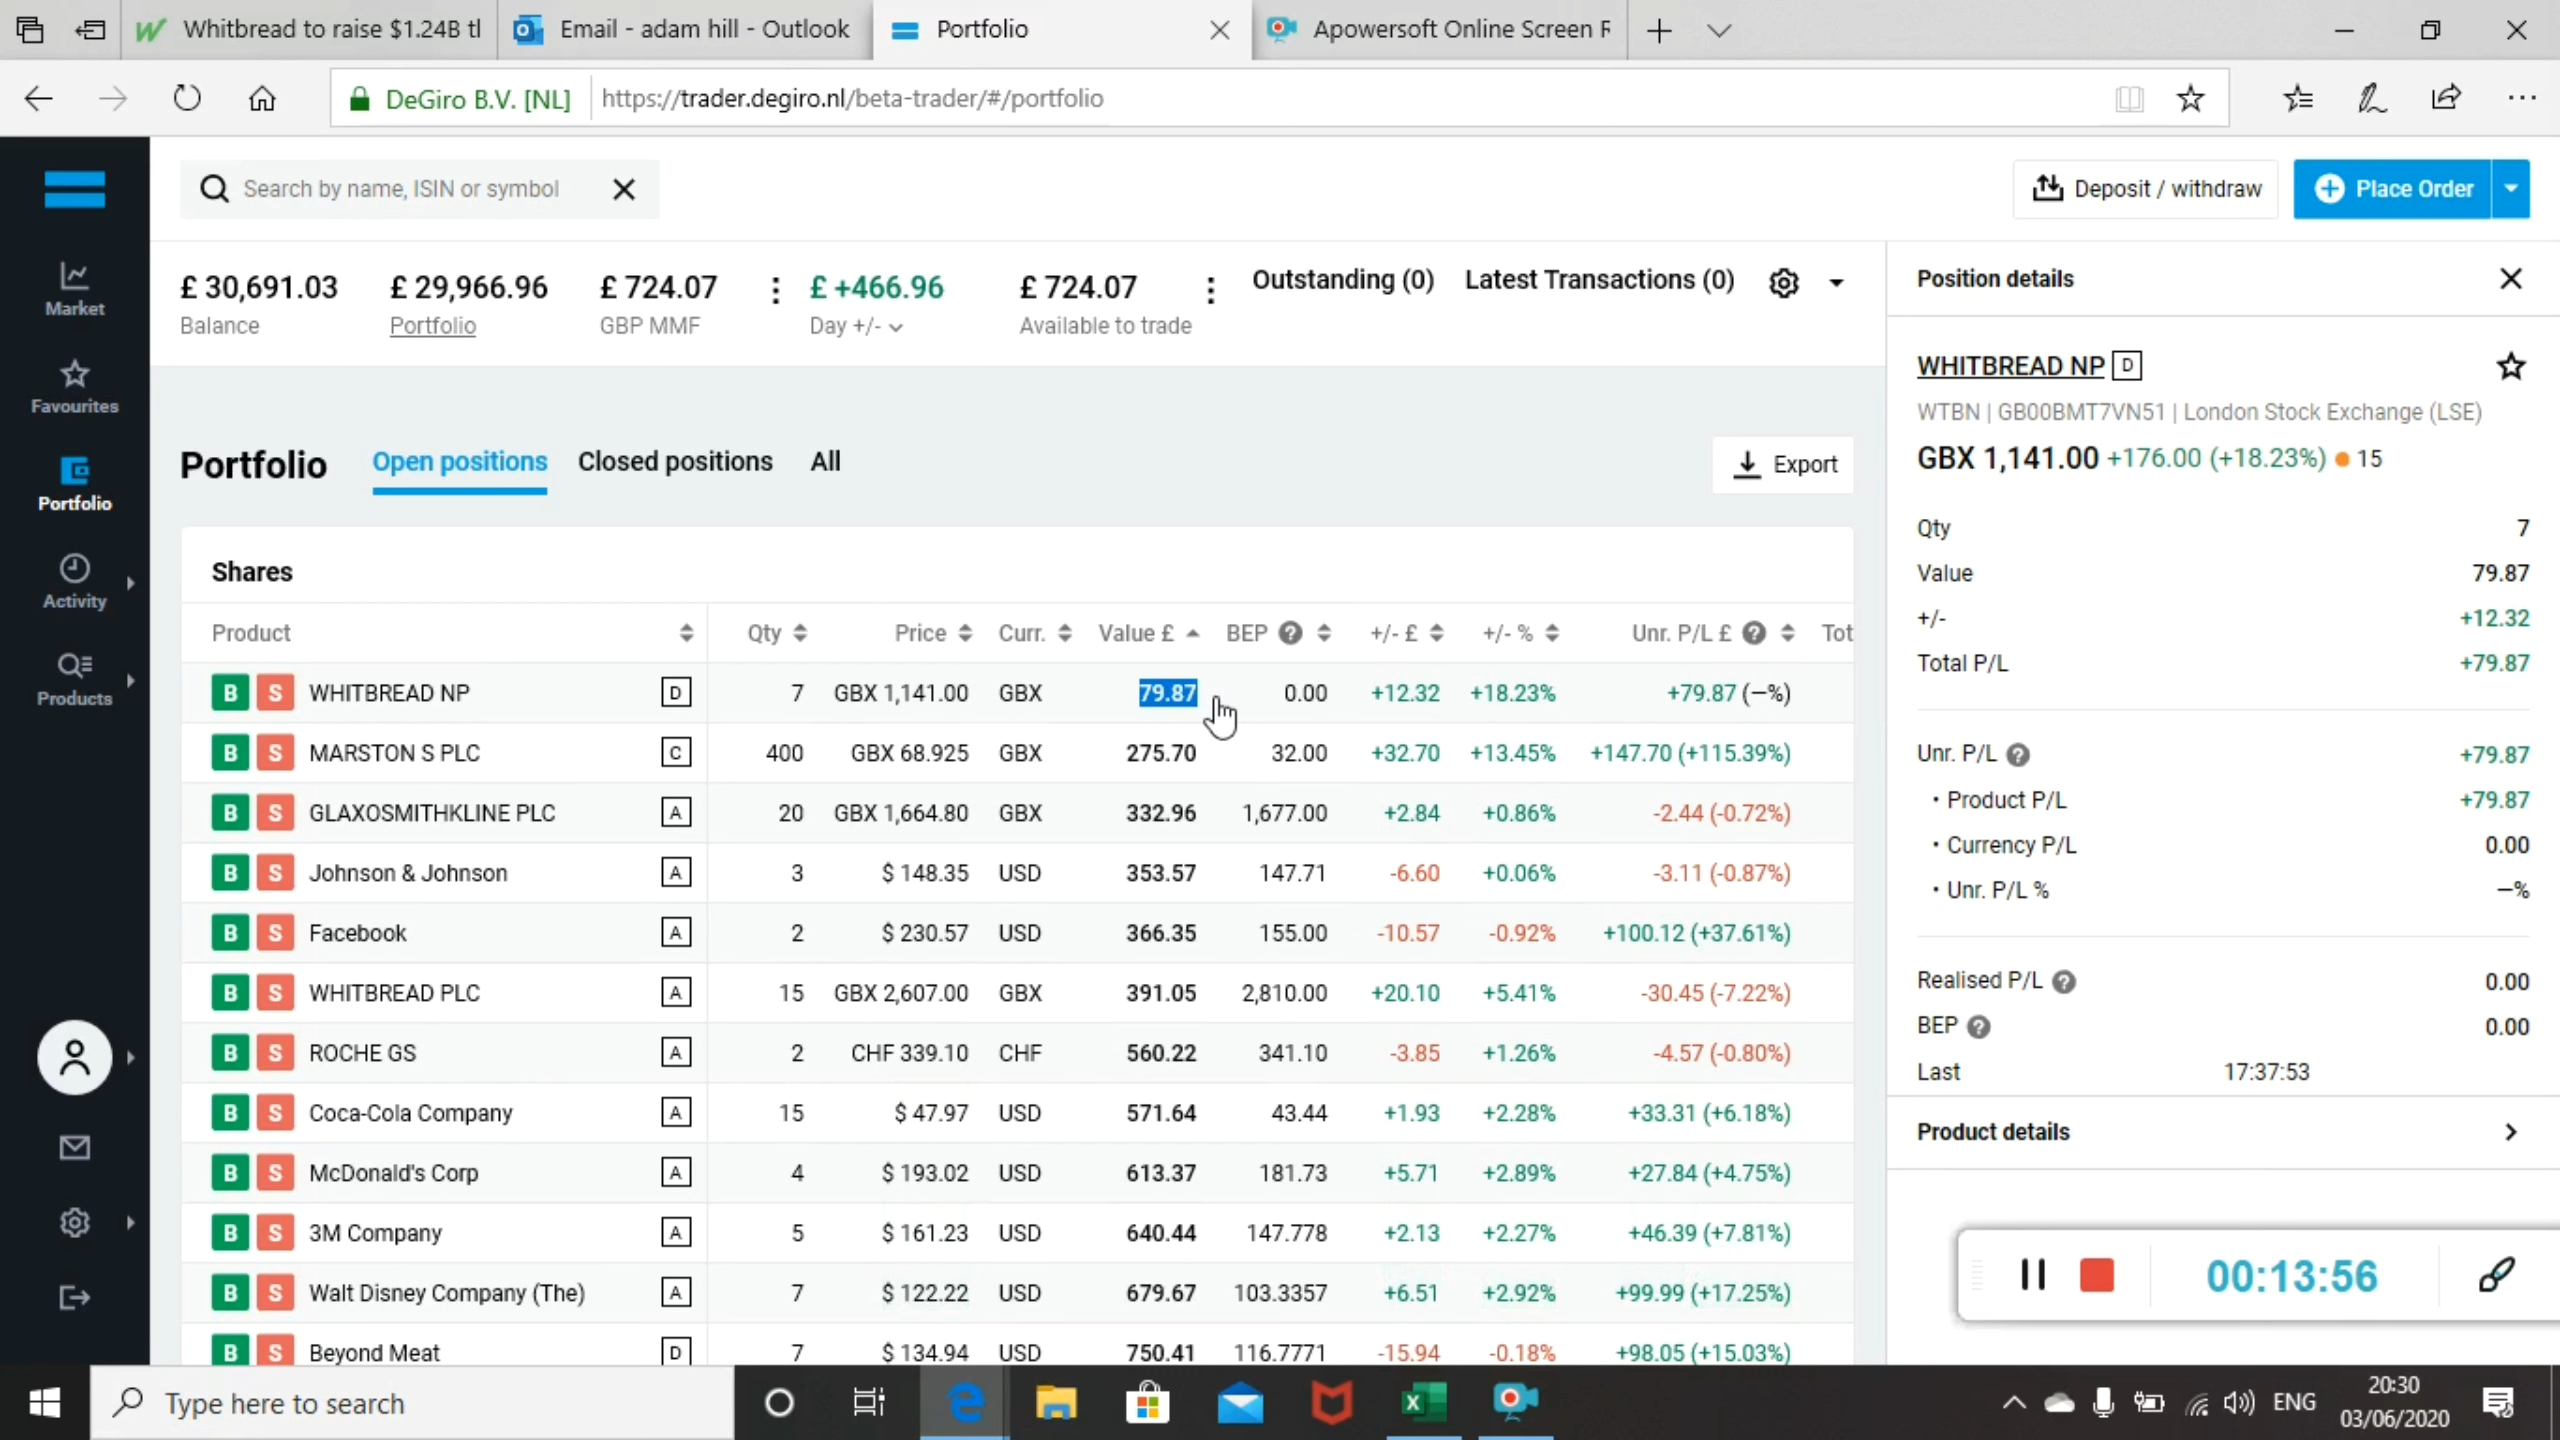 Whitbread to raise $1.24B tl
Email - adam hill - Outlook
Portfolio
Apowersoft Online Screen R
DeGiro B.V. [NL]
https://trader.degiro.nl/beta-trader/#/portfolio
Search by name, ISIN or symbol
Deposit / withdraw
Place Order
Market
Favourites
Portfolio
Activity
Products
£ 30,691.03 £ 29,966.96 £ 724.07 £ +466.96 £ 724.07 Outstanding (0) Latest Transactions (0)
Balance Portfolio GBP MMF Day +/- Available to trade
Portfolio Open positions Closed positions All Export
Shares
Product Qty Price Curr. Value £ BEP ? +/- £ +/- % Unr. P/L £ ? Tot
B S WHITBREAD NP D 7 GBX 1,141.00 GBX 79.87 0.00 +12.32 +18.23% +79.87 (—%)
B S MARSTON S PLC C 400 GBX 68.925 GBX 275.70 32.00 +32.70 +13.45% +147.70 (+115.39%)
B S GLAXOSMITHKLINE PLC A 20 GBX 1,664.80 GBX 332.96 1,677.00 +2.84 +0.86% -2.44 (-0.72%)
B S Johnson & Johnson A 3 $ 148.35 USD 353.57 147.71 -6.60 +0.06% -3.11 (-0.87%)
B S Facebook A 2 $ 230.57 USD 366.35 155.00 -10.57 -0.92% +100.12 (+37.61%)
B S WHITBREAD PLC A 15 GBX 2,607.00 GBX 391.05 2,810.00 +20.10 +5.41% -30.45 (-7.22%)
B S ROCHE GS A 2 CHF 339.10 CHF 560.22 341.10 -3.85 +1.26% -4.57 (-0.80%)
B S Coca-Cola Company A 15 $ 47.97 USD 571.64 43.44 +1.93 +2.28% +33.31 (+6.18%)
B S McDonald's Corp A 4 $ 193.02 USD 613.37 181.73 +5.71 +2.89% +27.84 (+4.75%)
B S 3M Company A 5 $ 161.23 USD 640.44 147.778 +2.13 +2.27% +46.39 (+7.81%)
B S Walt Disney Company (The) A 7 $ 122.22 USD 679.67 103.3357 +6.51 +2.92% +99.99 (+17.25%)
B S Beyond Meat D 7 $ 134.94 USD 750.41 116.7771 -15.94 -0.18% +98.05 (+15.03%)
Position details
WHITBREAD NP D
WTBN | GB00BMT7VN51 | London Stock Exchange (LSE)
GBX 1,141.00 +176.00 (+18.23%) 15
Qty 7
Value 79.87
+/- +12.32
Total P/L +79.87
Unr. P/L ? +79.87
• Product P/L +79.87
• Currency P/L 0.00
• Unr. P/L % —%
Realised P/L ? 0.00
BEP ? 0.00
Last 17:37:53
Product details
00:13:56
Type here to search
ENG
20:30
03/06/2020